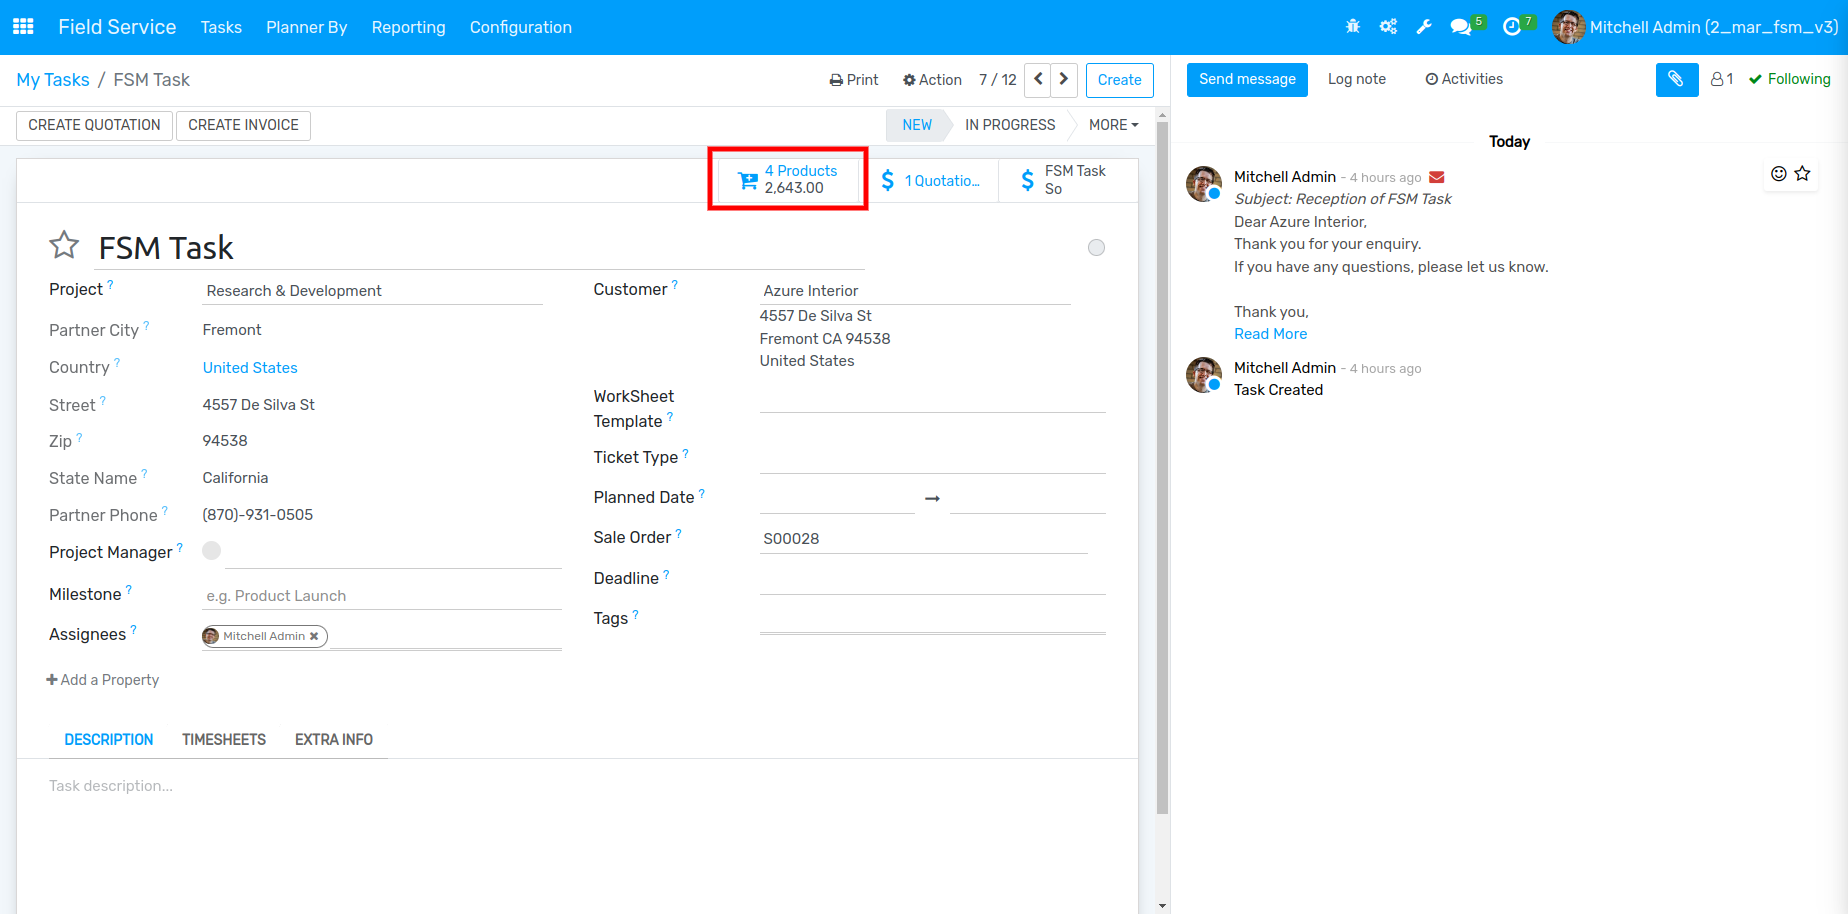 Field Service Tasks Planner By Reporting Configuration 5 7 Mitchell Admin (2_mar_fsm_v3)
My Tasks / FSM Task Print Action 7 / 12 Create
CREATE QUOTATION CREATE INVOICE NEW IN PROGRESS MORE
4 Products
2,643.00
$ 1 Quotatio...
$ FSM Task
So
FSM Task
Project ? Research & Development
Partner City ? Fremont
Country ? United States
Street ? 4557 De Silva St
Zip ? 94538
State Name ? California
Partner Phone ? (870)-931-0505
Project Manager ?
Milestone ? e.g. Product Launch
Assignees ? Mitchell Admin ✖
Customer ? Azure Interior
4557 De Silva St
Fremont CA 94538
United States
WorkSheet
Template ?
Ticket Type ?
Planned Date ? →
Sale Order ? S00028
Deadline ?
Tags ?
+ Add a Property
DESCRIPTION TIMESHEETS EXTRA INFO
Task description...
Send message Log note Activities 1 Following
Today
Mitchell Admin - 4 hours ago
Subject: Reception of FSM Task
Dear Azure Interior,
Thank you for your enquiry.
If you have any questions, please let us know.
Thank you,
Read More
Mitchell Admin - 4 hours ago
Task Created